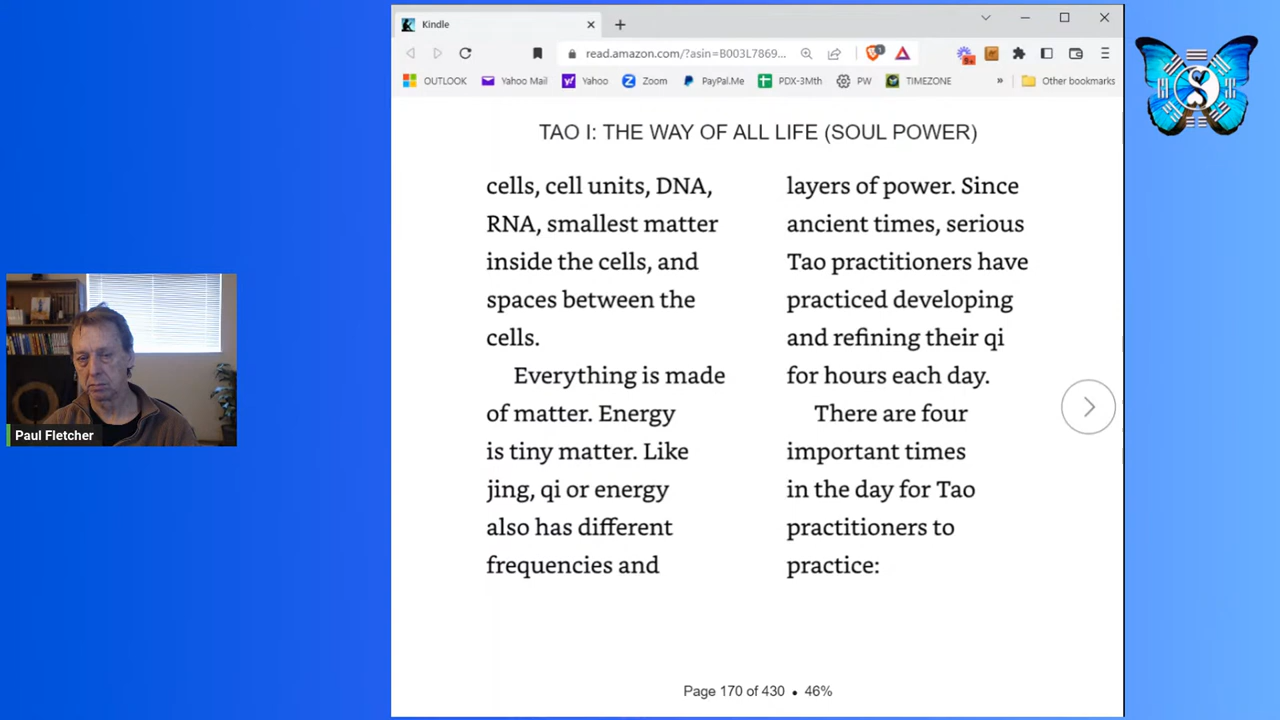 Kindle
read.amazon.com/?asin=B003L7869...
1
9+
OUTLOOK
Yahoo Mail
Yahoo
Zoom
PayPal.Me
PDX-3Mth
PW
TIMEZONE
»
Other bookmarks
TAO I: THE WAY OF ALL LIFE (SOUL POWER)
cells, cell units, DNA,
RNA, smallest matter
inside the cells, and
spaces between the
cells.
Everything is made
of matter. Energy
is tiny matter. Like
jing, qi or energy
also has different
frequencies and
layers of power. Since
ancient times, serious
Tao practitioners have
practiced developing
and refining their qi
for hours each day.
There are four
important times
in the day for Tao
practitioners to
practice:
Page 170 of 430 • 46%
Paul Fletcher